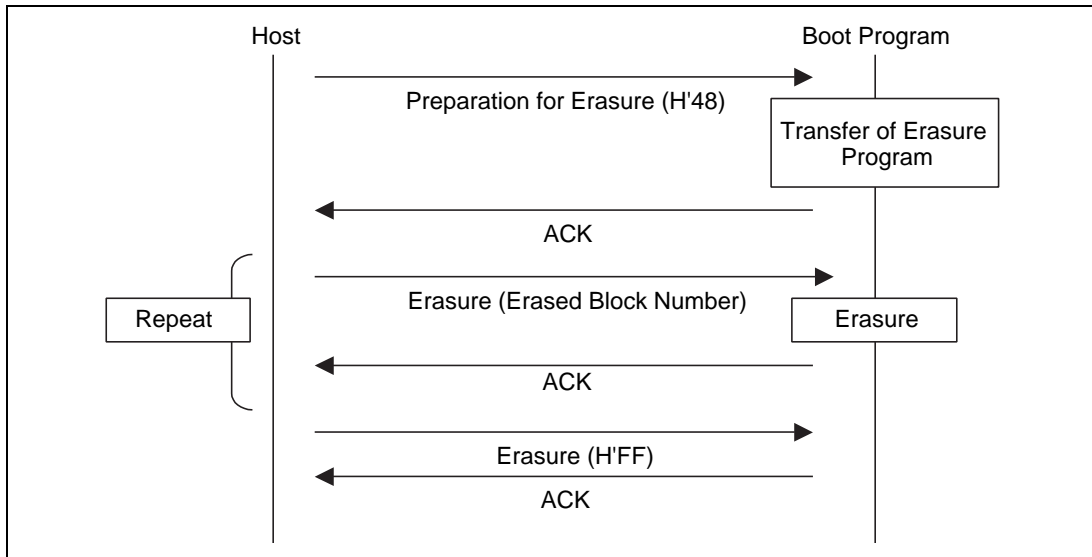 Host
Boot Program
Preparation for Erasure (H'48)
Transfer of Erasure
Program
ACK
Erasure (Erased Block Number)
Repeat
Erasure
ACK
Erasure (H'FF)
ACK